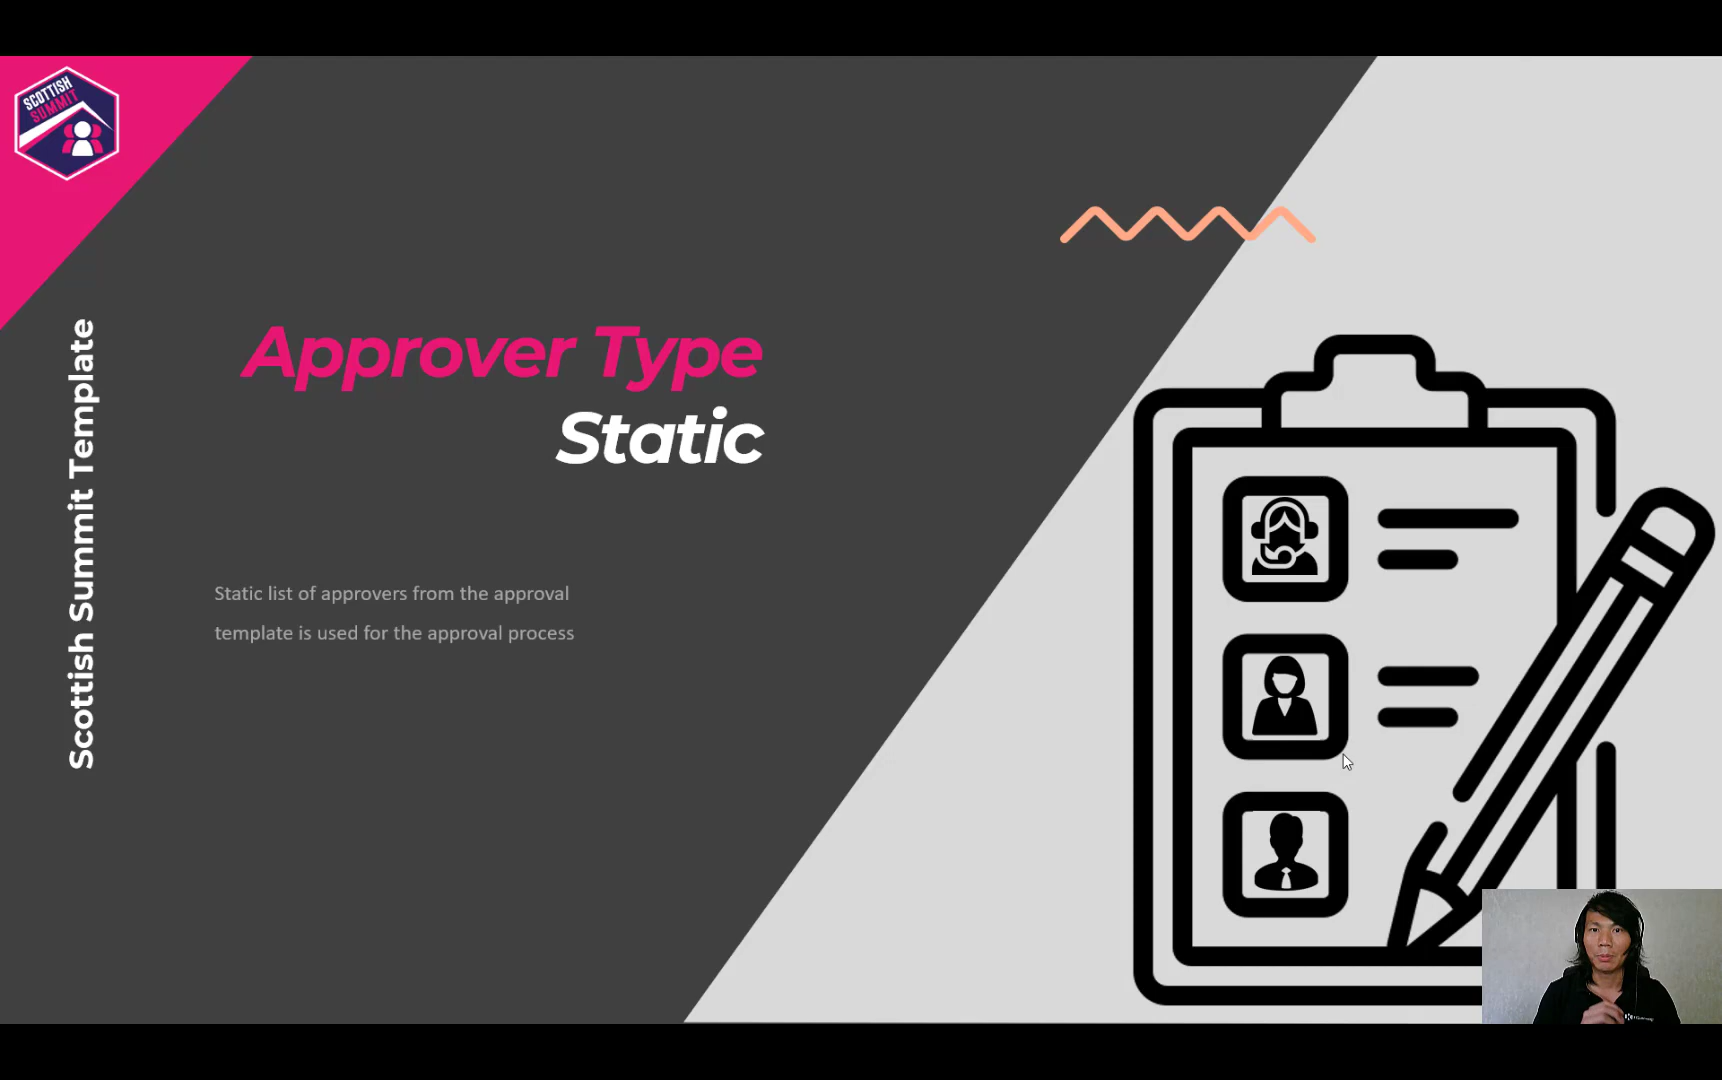 SCOTTISH
SUMMIT
Scottish Summit Template
Approver Type
Static
Static list of approvers from the approval
template is used for the approval process